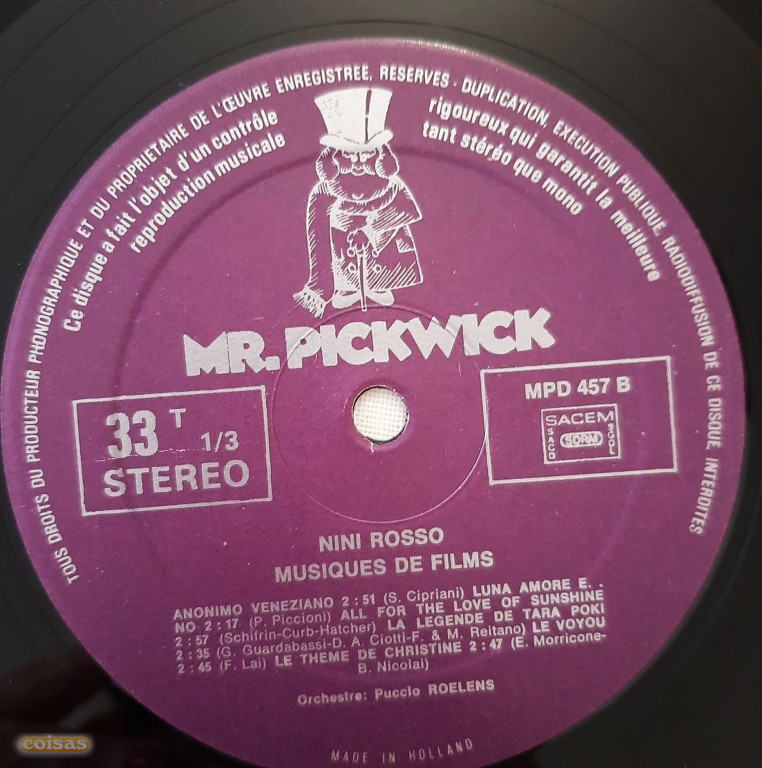 TOUS DROITS DU PRODUCTEUR PHONOGRAPHIQUE ET DU PROPRIETAIRE DE L'ŒUVRE ENREGISTREE, RESERVES - DUPLICATION, EXECUTION PUBLIQUE, RADIODIFFUSION DE CE DISQUE INTERDITES
Ce disque a fait l'objet d'un contrôle
rigoureux qui garantit la meilleure
reproduction musicale
tant stéréo que mono
MR. PICKWICK
33 T 1/3
STEREO
MPD 457 B
SACEM
SACD SDRM SGDL
NINI ROSSO
MUSIQUES DE FILMS
ANONIMO VENEZIANO 2:51 (S. Cipriani) LUNA AMORE E. .
NO 2:17 (P. Piccioni) ALL FOR THE LOVE OF SUNSHINE
2:57 (Schifrin-Curb-Hatcher) LA LEGENDE DE TARA POKI
2:35 (G. Guardabassi-D. A. Ciotti-F. & M. Reitano) LE VOYOU
2:45 (F. Lai) LE THEME DE CHRISTINE 2:47 (E. Morricone-
B. Nicolai)
Orchestre: Puccio ROELENS
MADE IN HOLLAND
coisas